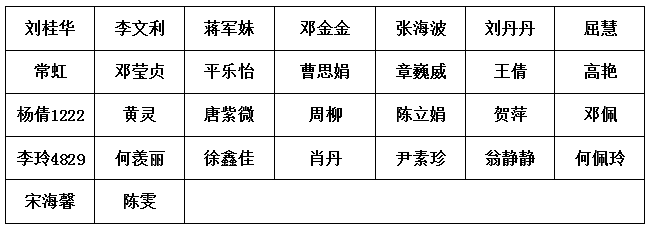 刘桂华 李文利 蒋军妹 邓金金 张海波 刘丹丹 屈慧
常虹 邓莹贞 平乐怡 曹思娟 章巍威 王倩 高艳
杨倩1222 黄灵 唐紫微 周柳 陈立娟 贺萍 邓佩
李玲4829 何羡丽 徐鑫佳 肖丹 尹素珍 翁静静 何佩玲
宋海馨 陈雯